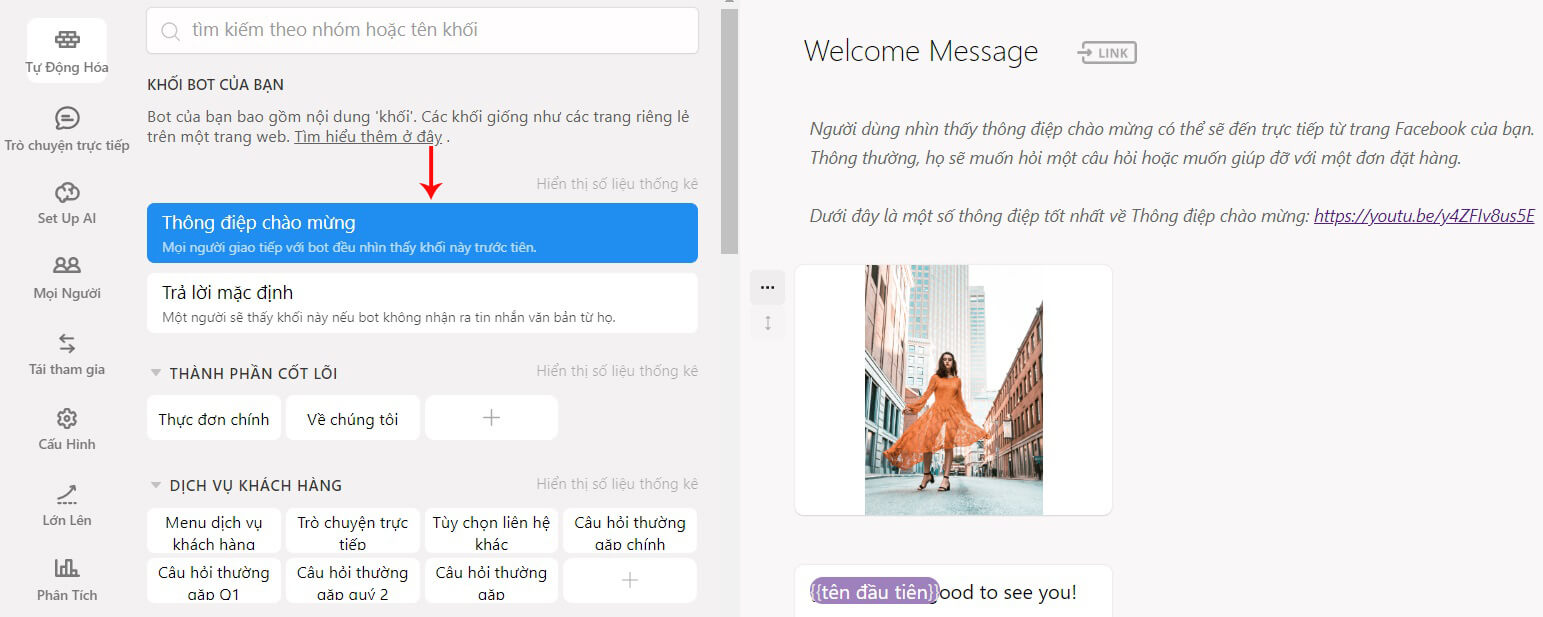 Tự Động Hóa
Trò chuyện trực tiếp
Set Up AI
Mọi Người
Tái tham gia
Cấu Hình
Lớn Lên
Phân Tích
tìm kiếm theo nhóm hoặc tên khối
KHỐI BOT CỦA BẠN
Bot của bạn bao gồm nội dung 'khối'. Các khối giống như các trang riêng lẻ
trên một trang web. Tìm hiểu thêm ở đây .
Hiển thị số liệu thống kê
Thông điệp chào mừng
Mọi người giao tiếp với bot đều nhìn thấy khối này trước tiên.
Trả lời mặc định
Một người sẽ thấy khối này nếu bot không nhận ra tin nhắn văn bản từ họ.
THÀNH PHẦN CỐT LÕI
Hiển thị số liệu thống kê
Thực đơn chính
Về chúng tôi
DỊCH VỤ KHÁCH HÀNG
Hiển thị số liệu thống kê
Menu dịch vụ
khách hàng
Trò chuyện trực
tiếp
Tùy chọn liên hệ
khác
Câu hỏi thường
gặp chính
Câu hỏi thường
gặp Q1
Câu hỏi thường
gặp quý 2
Câu hỏi thường
gặp
Welcome Message
LINK
Người dùng nhìn thấy thông điệp chào mừng có thể sẽ đến trực tiếp từ trang Facebook của bạn.
Thông thường, họ sẽ muốn hỏi một câu hỏi hoặc muốn giúp đỡ với một đơn đặt hàng.
Dưới đây là một số thông điệp tốt nhất về Thông điệp chào mừng: https://youtu.be/y4ZFIv8us5E
{{tên đầu tiên}}ood to see you!